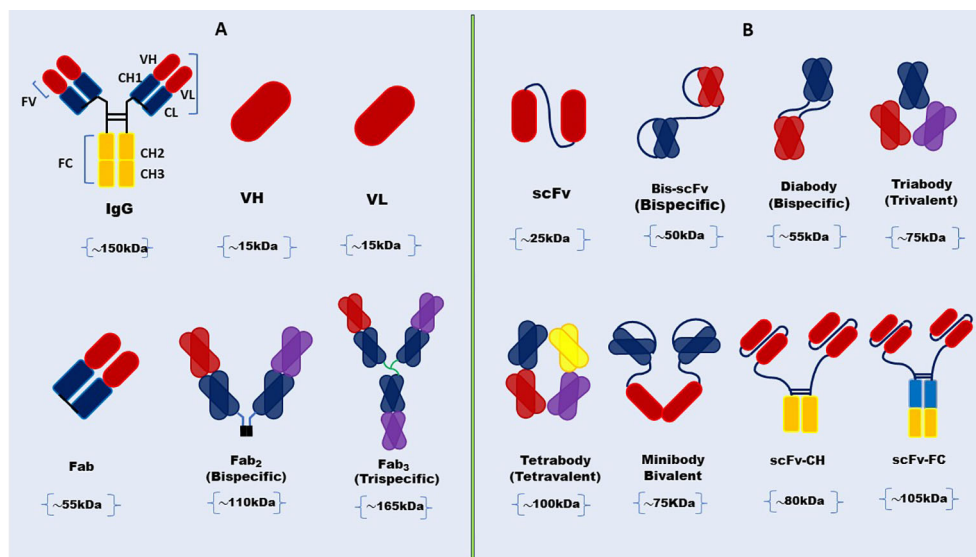 A
VH
CH1
VL
CL
FV
FC
CH2
CH3
IgG
~150kDa
VH
~15kDa
VL
~15kDa
Fab
~55kDa
Fab₂
(Bispecific)
~110kDa
Fab₃
(Trispecific)
~165kDa
B
scFv
~25kDa
Bis-scFv
(Bispecific)
~50kDa
Diabody
(Bispecific)
~55kDa
Triabody
(Trivalent)
~75kDa
Tetrabody
(Tetravalent)
~100kDa
Minibody
Bivalent
~75KDa
scFv-CH
~80kDa
scFv-FC
~105kDa